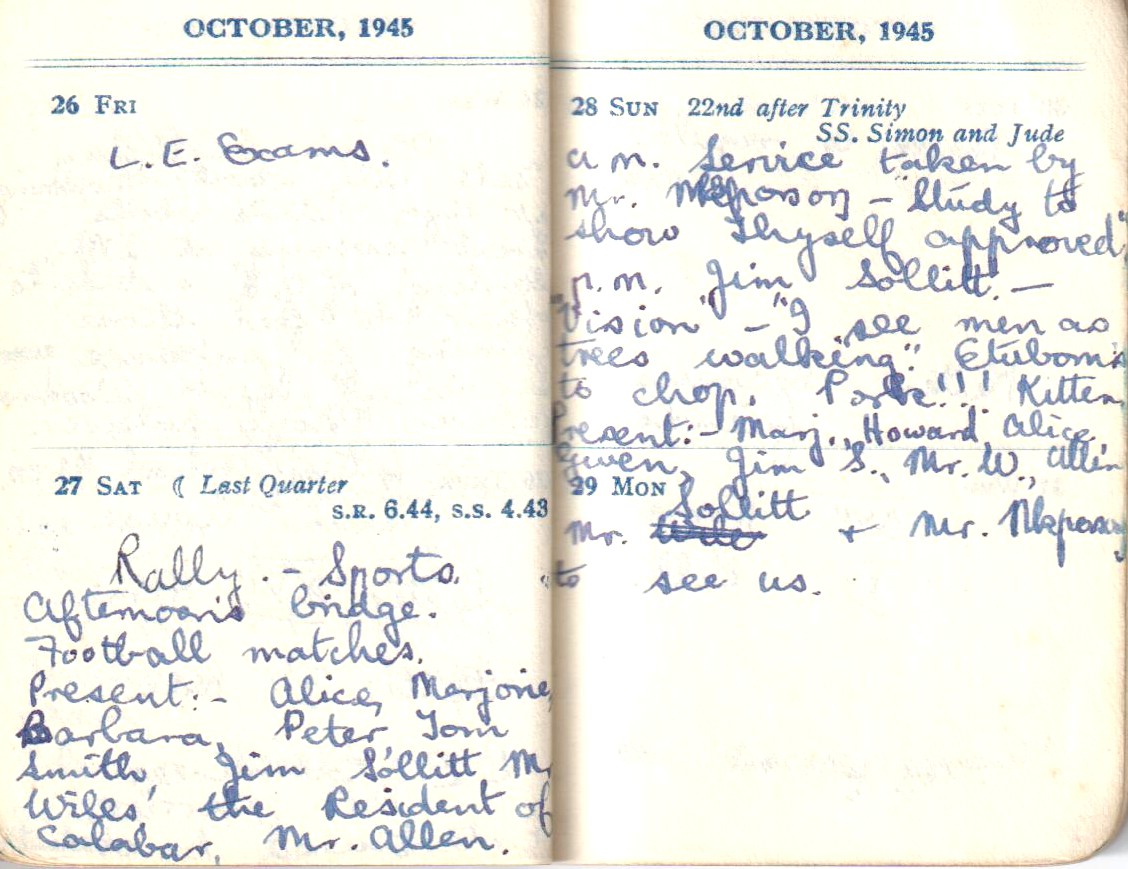 OCTOBER, 1945
26 FRI
L. E. Exams.
27 SAT ☾ Last Quarter
S.R. 6.44, S.S. 4.43
Rally. - Sports.
Afternoon's bridge.
Football matches.
Present:- Alice, Marjorie,
Barbara, Peter Tom
Smith Jim Sollitt Mr
Wiles' the Resident of
Calabar, Mr. Allen.
OCTOBER, 1945
28 SUN 22nd after Trinity
SS. Simon and Jude
a.m. Service taken by
Mr. Nkposong - "Study to
show thyself approved"
p.m. Jim Sollitt. -
"Vision" - "I see men as
trees walking". Etubom's
to chop. Pork!!! Kitten.
Present:- Marj., Howard, Alice,
Gwen, Jim S., Mr. W, Allen
29 MON
Sollitt
Mr. + Mr. Nkposong
to see us.